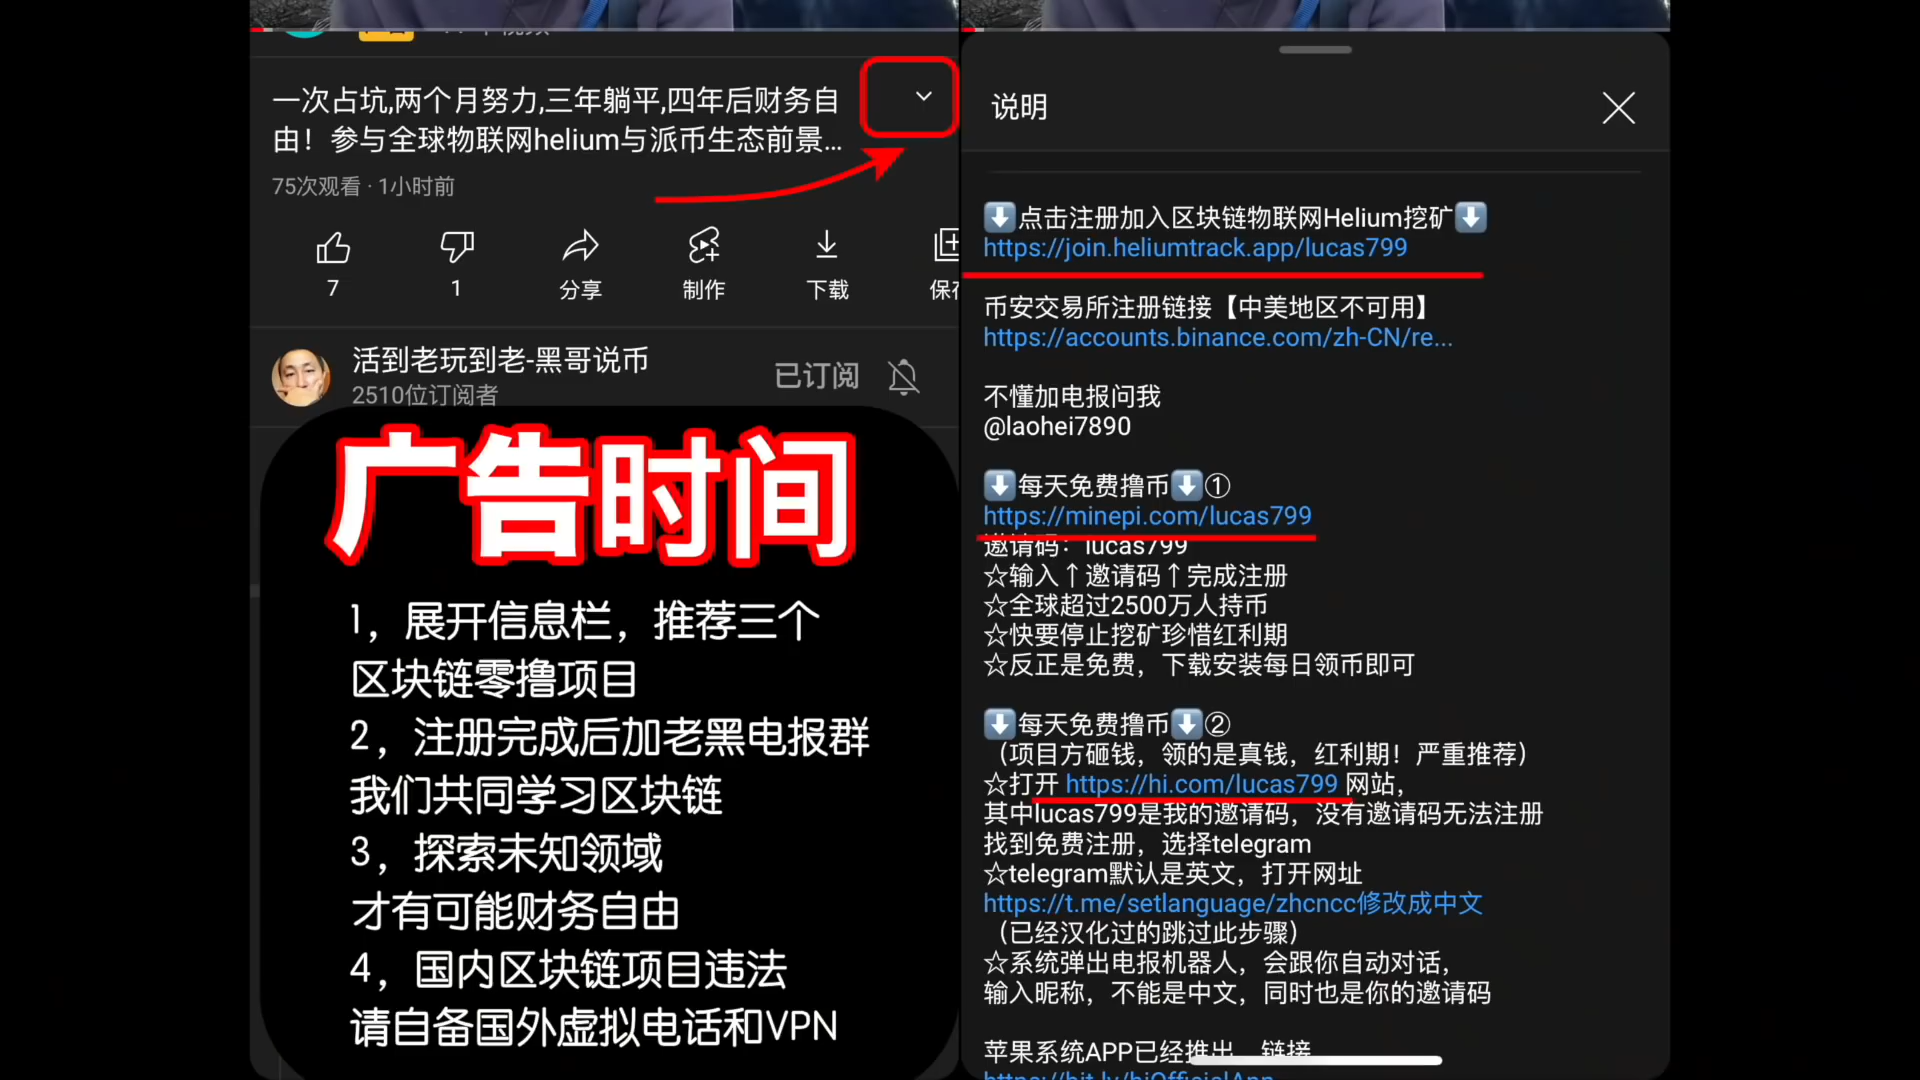 一次占坑,两个月努力,三年躺平,四年后财务自
由！参与全球物联网helium与派币生态前景...
75次观看 · 1小时前
7
1
分享
制作
下载
保存
活到老玩到老-黑哥说币
2510位订阅者
已订阅
广告时间
1，展开信息栏，推荐三个
区块链零撸项目
2，注册完成后加老黑电报群
我们共同学习区块链
3，探索未知领域
才有可能财务自由
4，国内区块链项目违法
请自备国外虚拟电话和VPN
说明
⬇️点击注册加入区块链物联网Helium挖矿⬇️
https://join.heliumtrack.app/lucas799
币安交易所注册链接【中美地区不可用】
https://accounts.binance.com/zh-CN/re...
不懂加电报问我
@laohei7890
⬇️每天免费撸币⬇️①
https://minepi.com/lucas799
邀请码：lucas799
☆输入↑邀请码↑完成注册
☆全球超过2500万人持币
☆快要停止挖矿珍惜红利期
☆反正是免费，下载安装每日领币即可
⬇️每天免费撸币⬇️②
（项目方砸钱，领的是真钱，红利期！严重推荐）
☆打开 https://hi.com/lucas799 网站，
其中lucas799是我的邀请码，没有邀请码无法注册
找到免费注册，选择telegram
☆telegram默认是英文，打开网址
https://t.me/setlanguage/zhcncc修改成中文
（已经汉化过的跳过此步骤）
☆系统弹出电报机器人，会跟你自动对话，
输入昵称，不能是中文，同时也是你的邀请码
苹果系统APP已经推出，链接
https://bit.ly/hiOfficialApp